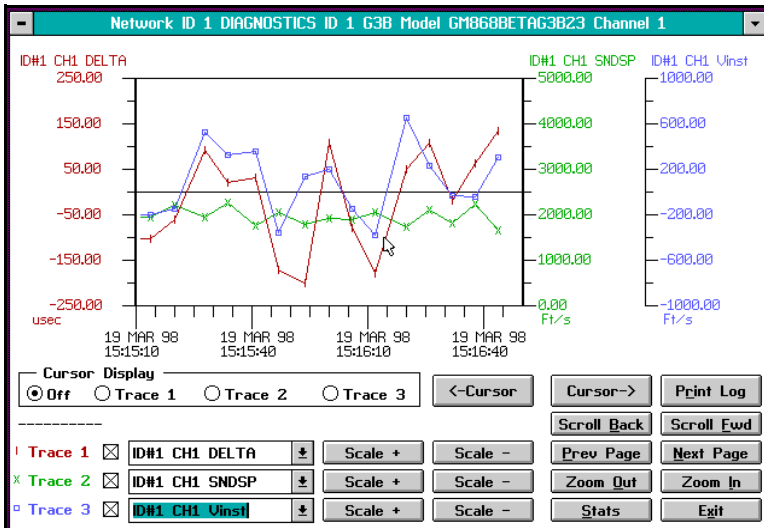 Network ID 1 DIAGNOSTICS ID 1 G3B Model GM868BETAG3B23 Channel 1
ID#1 CH1 DELTA ID#1 CH1 SNDSP ID#1 CH1 Vinst
250.00 5000.00 1000.00
150.00 4000.00 600.00
50.00 3000.00 200.00
-50.00 2000.00 -200.00
-150.00 1000.00 -600.00
-250.00 0.00 -1000.00
usec Ft/s Ft/s
19 MAR 98 19 MAR 98 19 MAR 98 19 MAR 98
15:15:10 15:15:40 15:16:10 15:16:40
Cursor Display
Off Trace 1 Trace 2 Trace 3 <-Cursor Cursor-> Print Log
---------- Scroll Back Scroll Fwd
Trace 1 ID#1 CH1 DELTA Scale + Scale - Prev Page Next Page
Trace 2 ID#1 CH1 SNDSP Scale + Scale - Zoom Out Zoom In
Trace 3 ID#1 CH1 Vinst Scale + Scale - Stats Exit